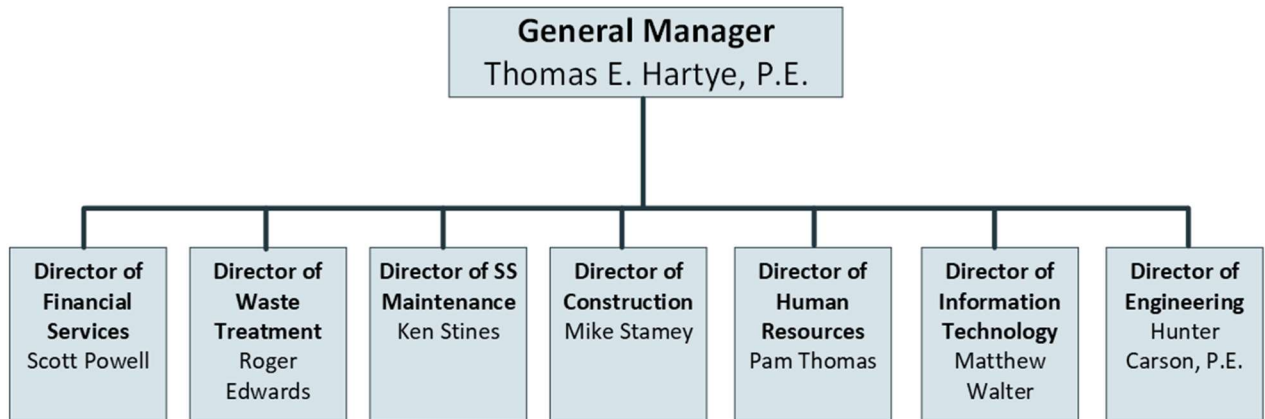 General Manager
Thomas E. Hartye, P.E.
Director of
Financial
Services
Scott Powell
Director of
Waste
Treatment
Roger
Edwards
Director of SS
Maintenance
Ken Stines
Director of
Construction
Mike Stamey
Director of
Human
Resources
Pam Thomas
Director of
Information
Technology
Matthew
Walter
Director of
Engineering
Hunter
Carson, P.E.